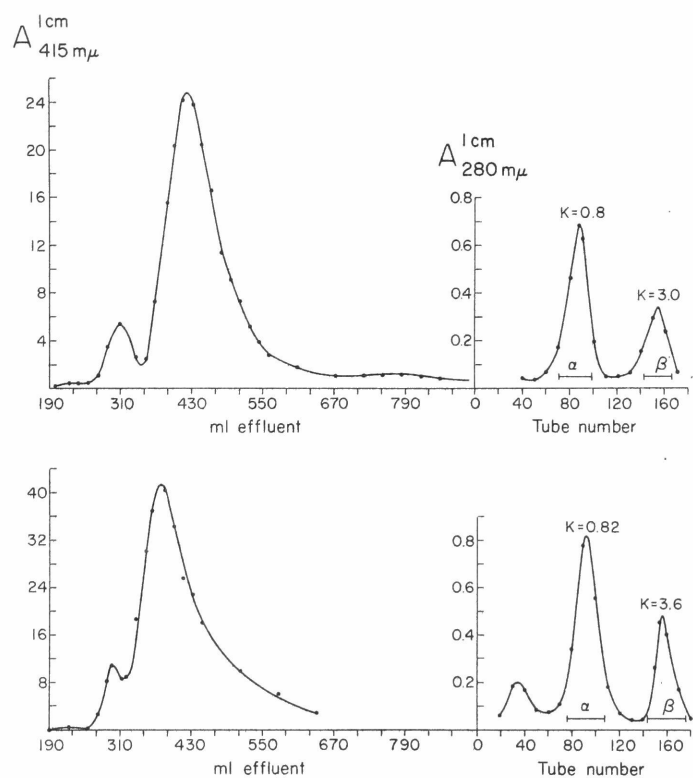 A 1cm
415 mμ
24
20
16
12
8
4
190 310 430 550 670 790
ml effluent
A 1cm
280 mμ
0.8
0.6
0.4
0.2
K=0.8
K=3.0
α
β
0 40 80 120 160
Tube number
40
32
24
16
8
190 310 430 550 670 790
ml effluent
0.8
0.6
0.4
0.2
K=0.82
K=3.6
α
β
0 40 80 120 160
Tube number